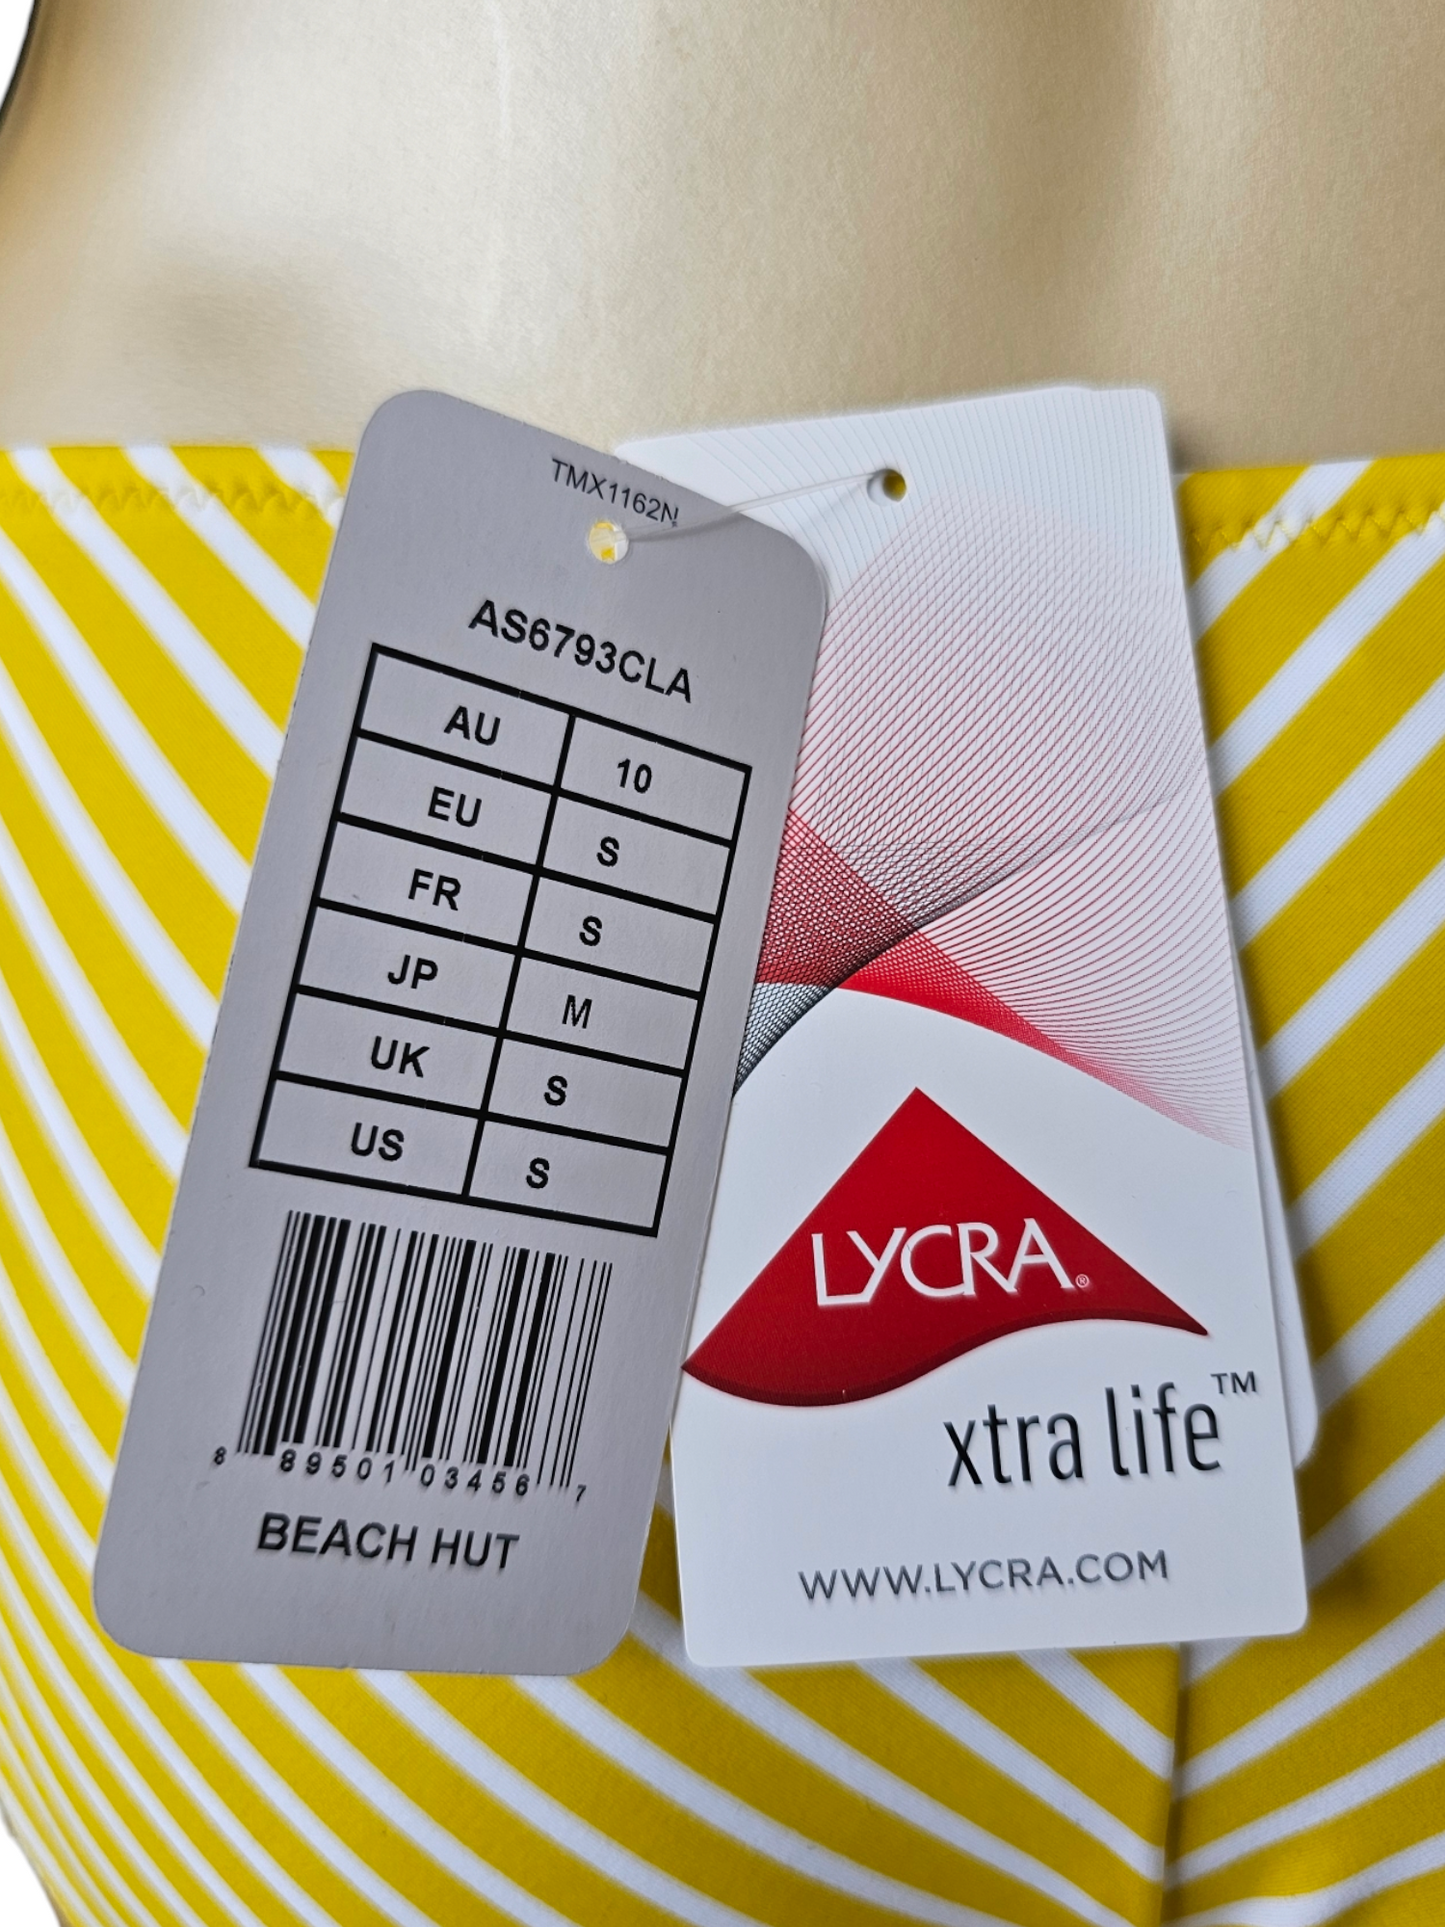 TMX1162N
AS6793CLA
AU 10
EU S
FR S
JP M
UK S
US S
8 89501 03456 7
BEACH HUT
LYCRA®
xtra life™
WWW.LYCRA.COM